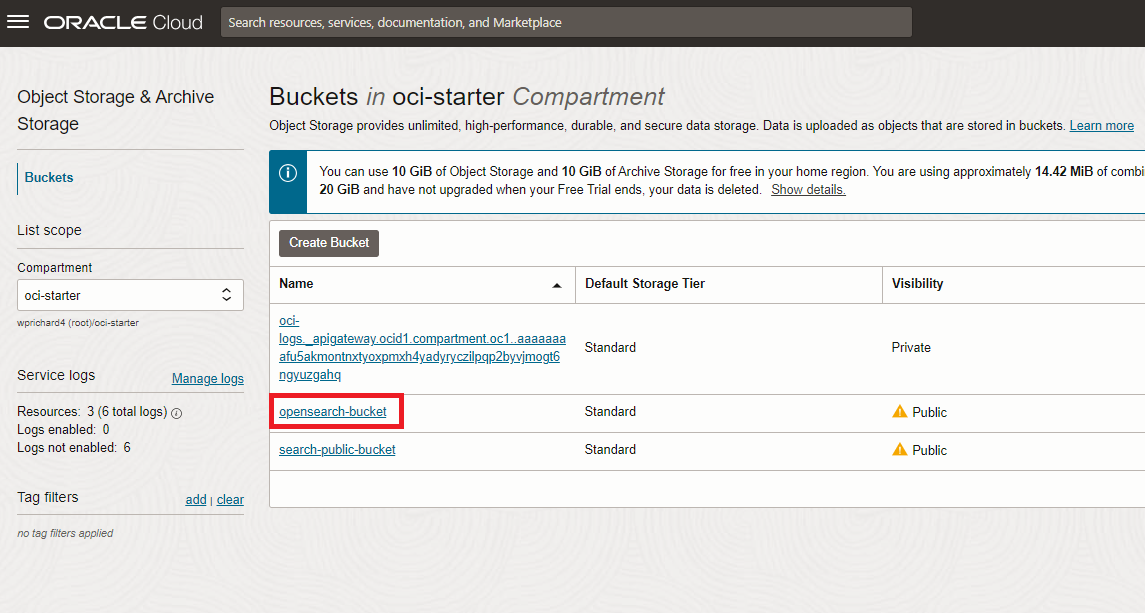 ORACLE Cloud
Search resources, services, documentation, and Marketplace
Object Storage & Archive
Storage
Buckets
List scope
Compartment
oci-starter
wprichard4 (root)/oci-starter
Service logs
Manage logs
Resources: 3 (6 total logs)
Logs enabled: 0
Logs not enabled: 6
Tag filters
add | clear
no tag filters applied
Buckets in oci-starter Compartment
Object Storage provides unlimited, high-performance, durable, and secure data storage. Data is uploaded as objects that are stored in buckets. Learn more
You can use 10 GiB of Object Storage and 10 GiB of Archive Storage for free in your home region. You are using approximately 14.42 MiB of combi
20 GiB and have not upgraded when your Free Trial ends, your data is deleted. Show details.
Create Bucket
Name Default Storage Tier Visibility
oci-
logs._apigateway.ocid1.compartment.oc1..aaaaaaa
afu5akmontnxtyoxpmxh4yadyryczilpqp2byvjmogt6
ngyuzgahq
Standard Private
opensearch-bucket Standard Public
search-public-bucket Standard Public